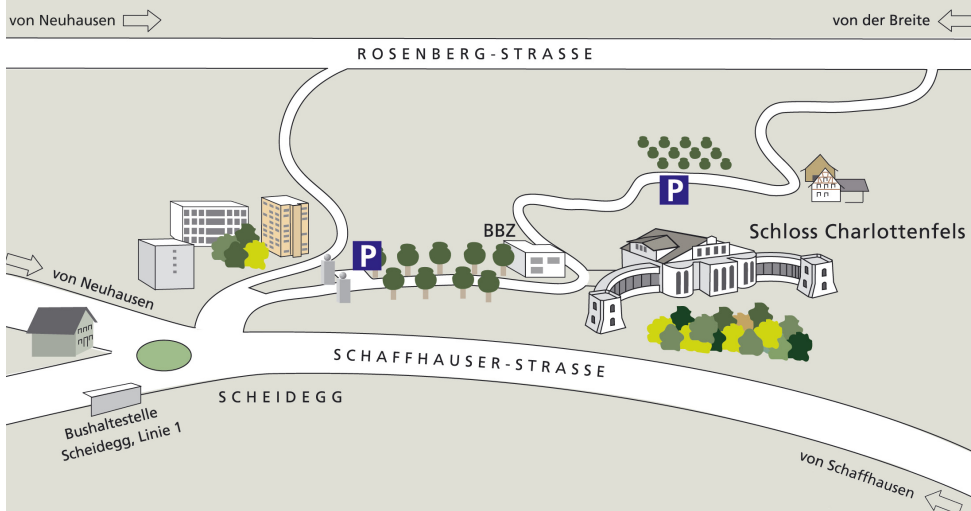 von Neuhausen
von der Breite
ROSENBERG-STRASSE
P
BBZ
Schloss Charlottenfels
P
von Neuhausen
SCHAFFHAUSER-STRASSE
SCHEIDEGG
Bushaltestelle
Scheidegg, Linie 1
von Schaffhausen